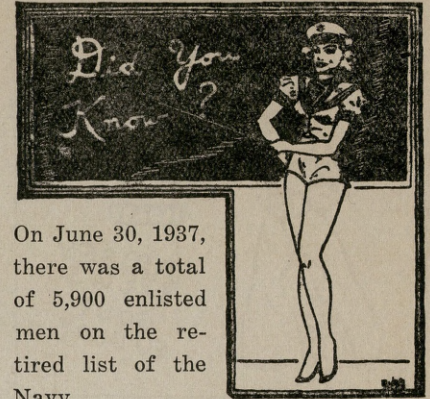 Did You
Know ?
On June 30, 1937,
there was a total
of 5,900 enlisted
men on the re-
tired list of the
Navy